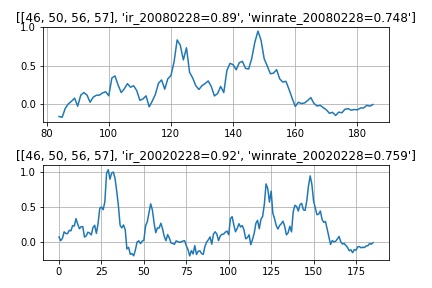 [[46, 50, 56, 57], 'ir_20080228=0.89', 'winrate_20080228=0.748']
1.0
0.5
0.0
80 100 120 140 160 180 200
[[46, 50, 56, 57], 'ir_20020228=0.92', 'winrate_20020228=0.759']
1.0
0.5
0.0
0 25 50 75 100 125 150 175